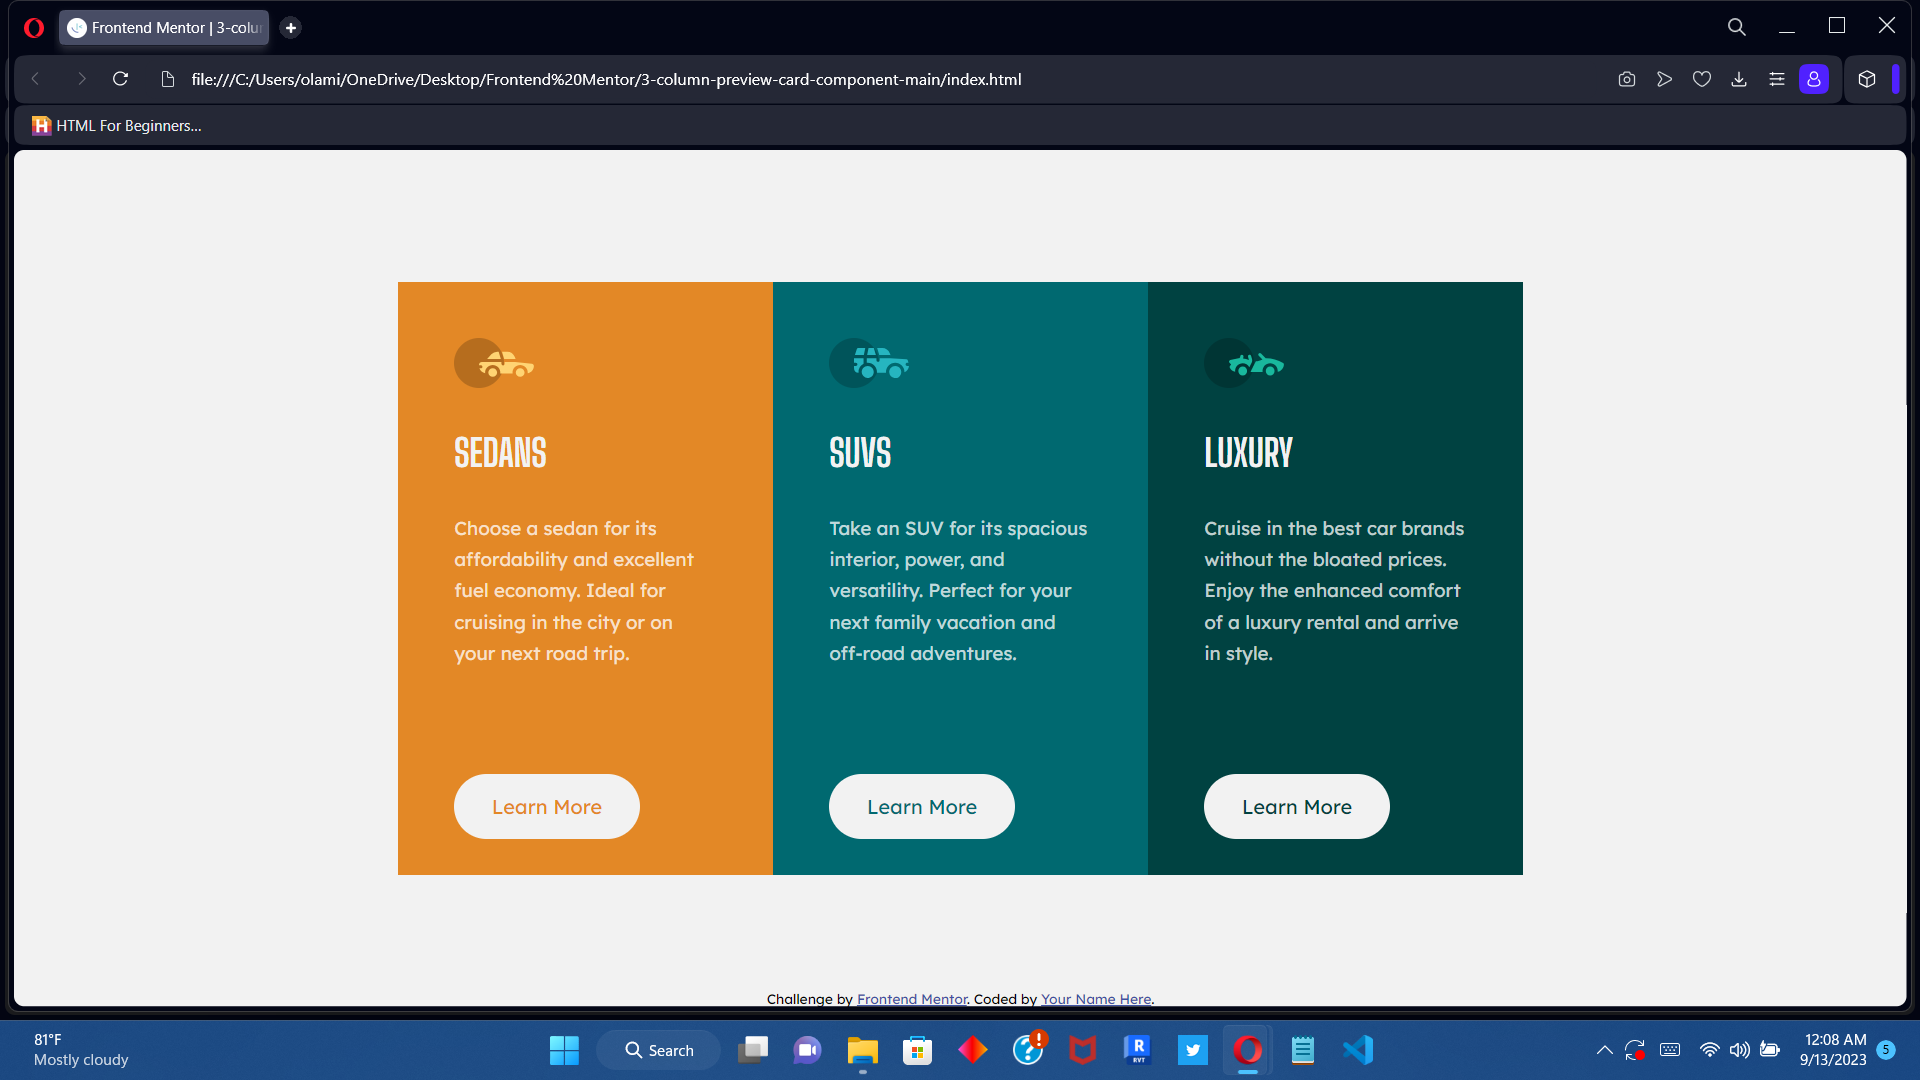 Frontend Mentor | 3-colu
file:///C:/Users/olami/OneDrive/Desktop/Frontend%20Mentor/3-column-preview-card-component-main/index.html
HTML For Beginners...
SEDANS
Choose a sedan for its
affordability and excellent
fuel economy. Ideal for
cruising in the city or on
your next road trip.
Learn More
SUVS
Take an SUV for its spacious
interior, power, and
versatility. Perfect for your
next family vacation and
off-road adventures.
Learn More
LUXURY
Cruise in the best car brands
without the bloated prices.
Enjoy the enhanced comfort
of a luxury rental and arrive
in style.
Learn More
Challenge by Frontend Mentor. Coded by Your Name Here.
81°F
Mostly cloudy
Search
R
RVT
12:08 AM
9/13/2023
5